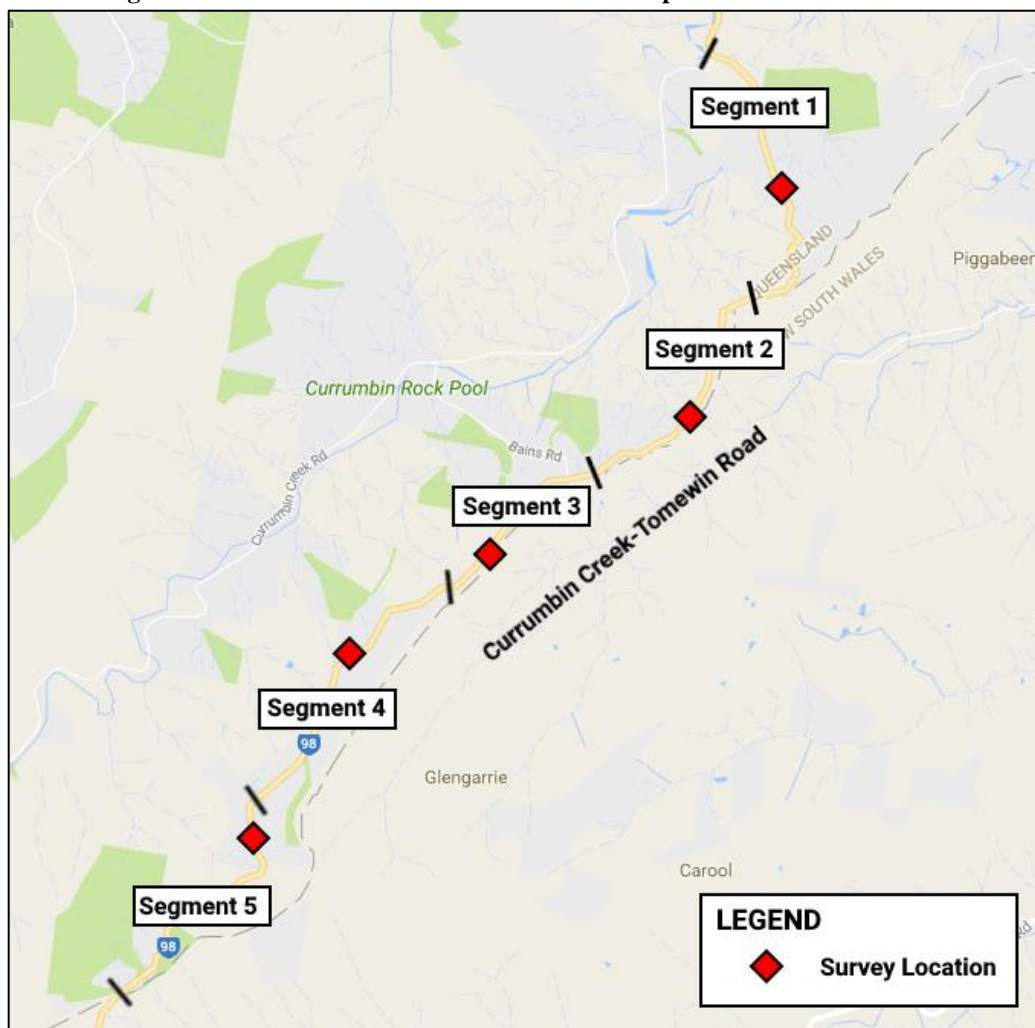 Segment 1
QUEENSLAND
W SOUTH WALES
Piggabeen
Segment 2
Currumbin Rock Pool
Bains Rd
Currumbin Creek Rd
Segment 3
Currumbin Creek-Tomewin Road
Segment 4
98
Glengarrie
Carool
Segment 5
98
LEGEND
Survey Location
Rd